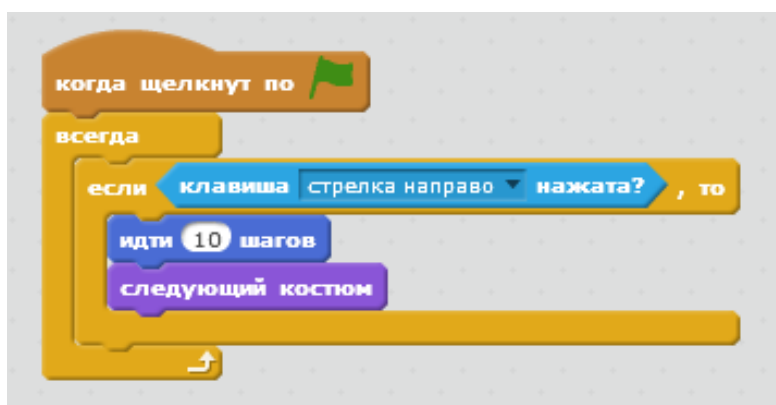 когда щелкнут по
всегда
если клавиша стрелка направо нажата? , то
идти 10 шагов
следующий костюм